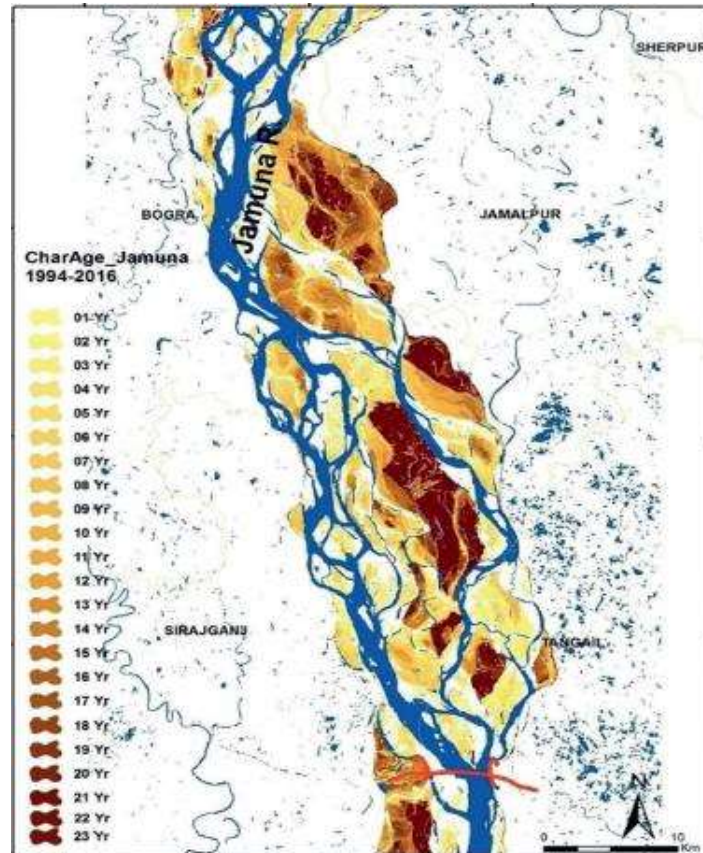 SHERPUR
Jamuna R.
BOGRA
JAMALPUR
CharAge_Jamuna
1994-2016
01 Yr
02 Yr
03 Yr
04 Yr
05 Yr
06 Yr
07 Yr
08 Yr
09 Yr
10 Yr
11 Yr
12 Yr
13 Yr
14 Yr
15 Yr
16 Yr
17 Yr
18 Yr
19 Yr
20 Yr
21 Yr
22 Yr
23 Yr
SIRAJGANJ
TANGAIL
N
0 10
Km